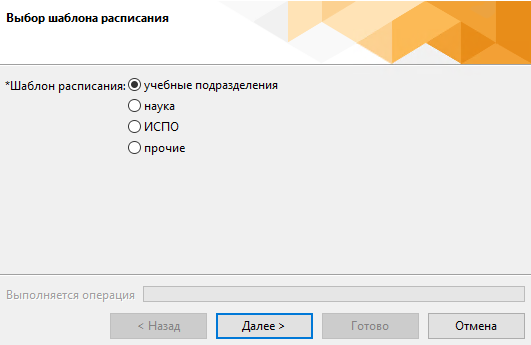 Выбор шаблона расписания
*Шаблон расписания: учебные подразделения
наука
ИСПО
прочие
Выполняется операция
< Назад Далее > Готово Отмена